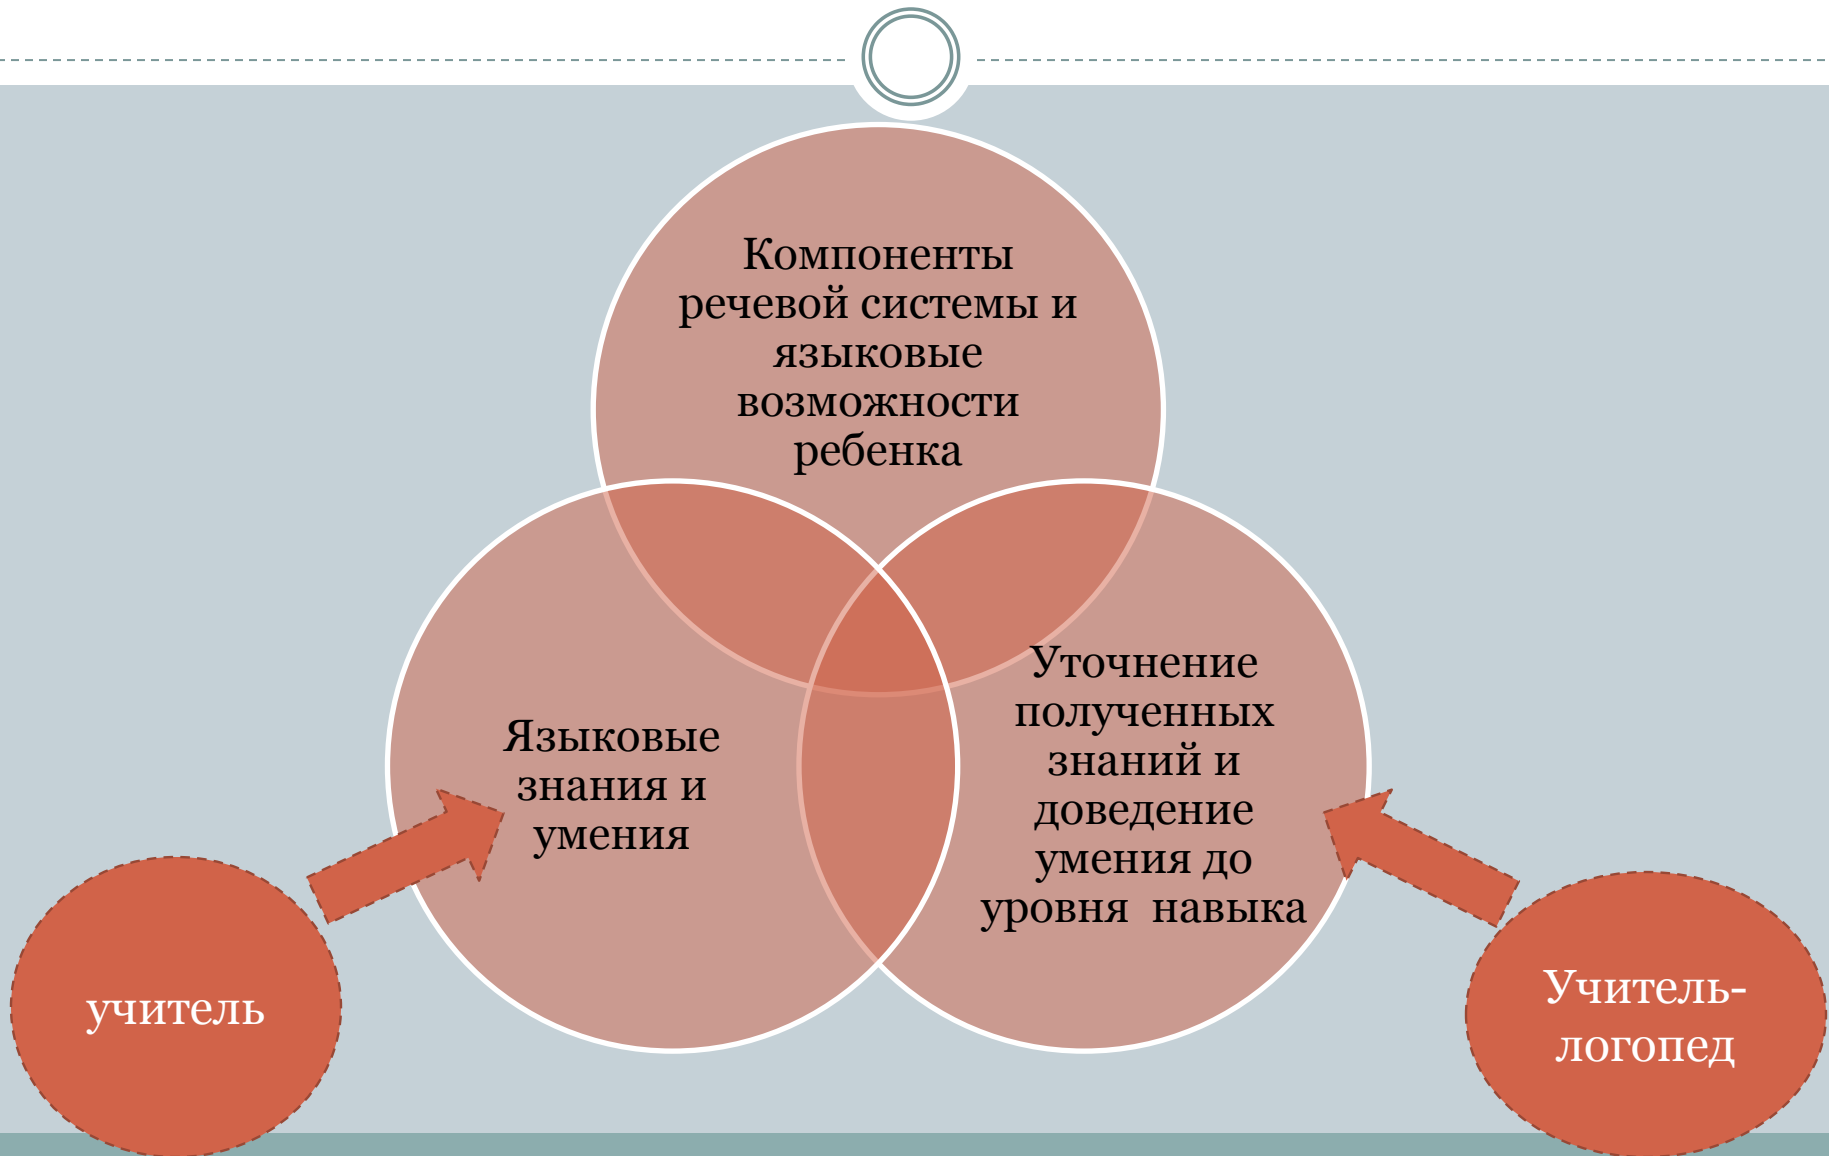 Компоненты
речевой системы и
языковые
возможности
ребенка
Языковые
знания и
умения
Уточнение
полученных
знаний и
доведение
умения до
уровня  навыка
учитель
Учитель-
логопед